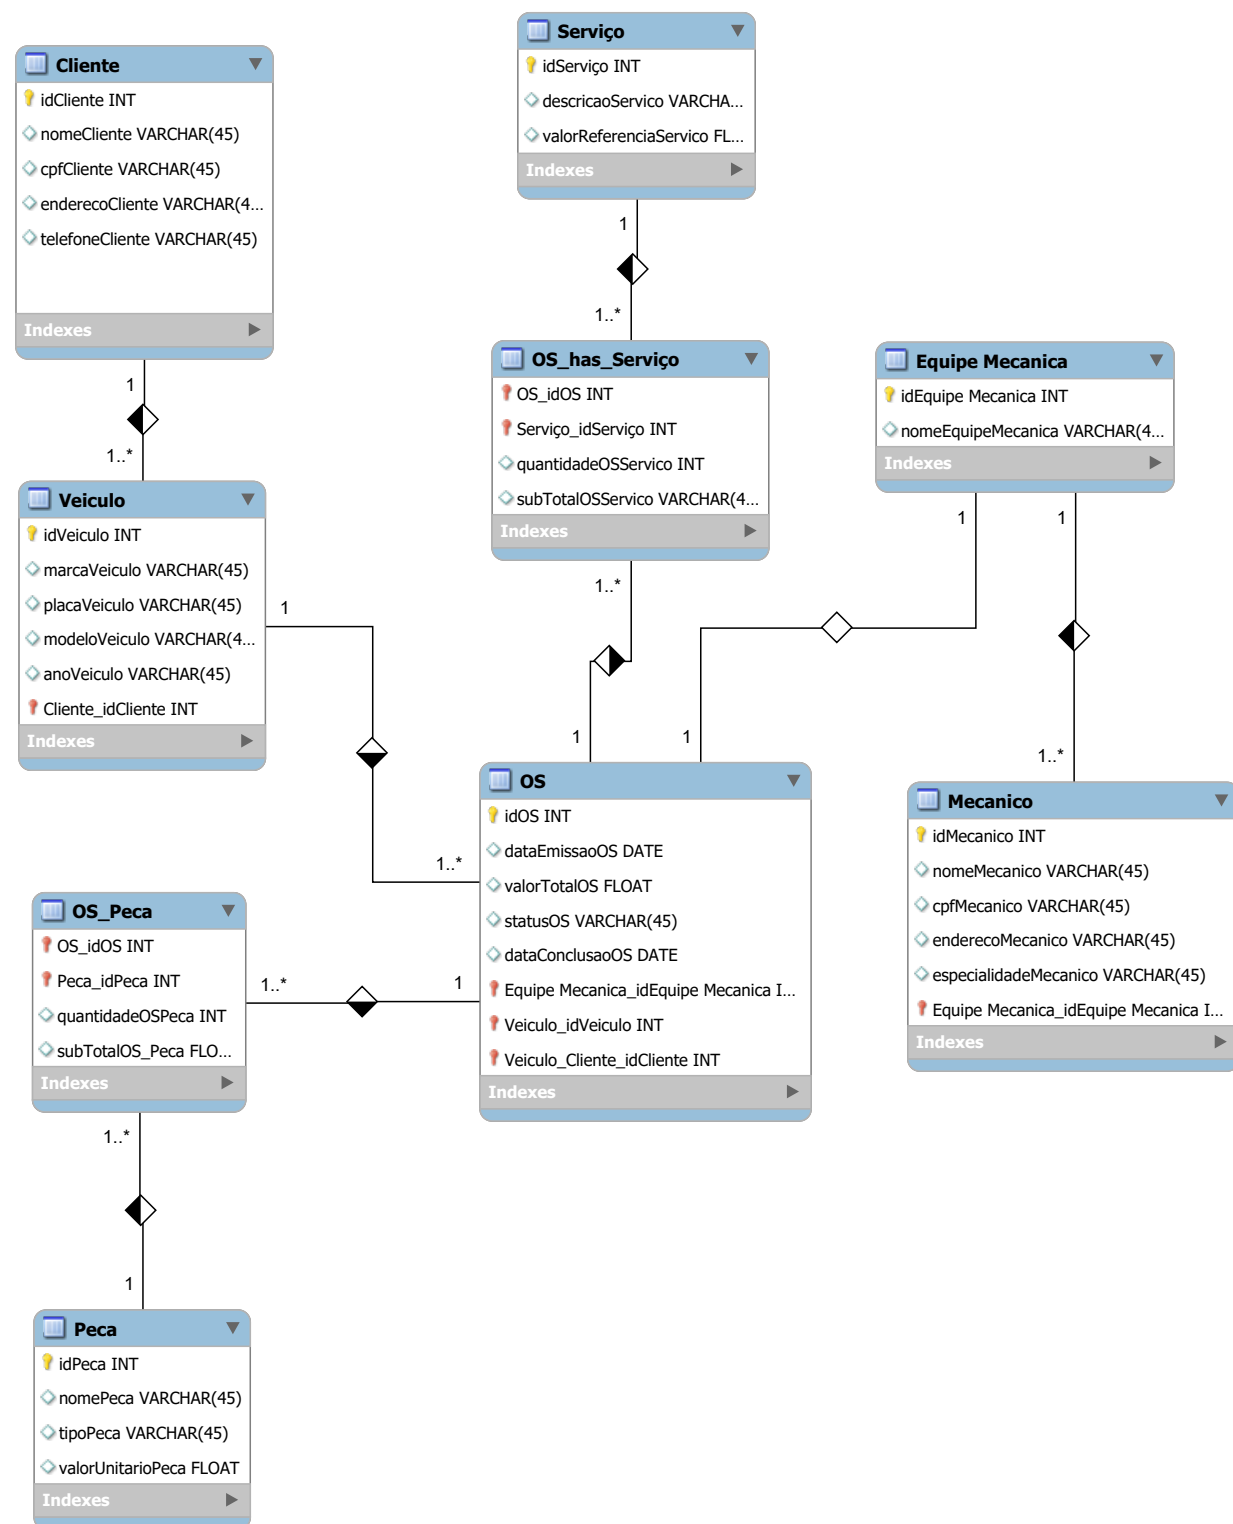 Cliente
idCliente INT
nomeCliente VARCHAR(45)
cpfCliente VARCHAR(45)
enderecoCliente VARCHAR(4...
telefoneCliente VARCHAR(45)
Indexes
1
1..*
Serviço
idServiço INT
descricaoServico VARCHA...
valorReferenciaServico FL...
Indexes
1
1..*
OS_has_Serviço
OS_idOS INT
Serviço_idServiço INT
quantidadeOSServico INT
subTotalOSServico VARCHAR(4...
Indexes
1..*
1
Equipe Mecanica
idEquipe Mecanica INT
nomeEquipeMecanica VARCHAR(4...
Indexes
1
1
1
1..*
Veiculo
idVeiculo INT
marcaVeiculo VARCHAR(45)
placaVeiculo VARCHAR(45)
modeloVeiculo VARCHAR(4...
anoVeiculo VARCHAR(45)
Cliente_idCliente INT
Indexes
1
1..*
OS
idOS INT
dataEmissaoOS DATE
valorTotalOS FLOAT
statusOS VARCHAR(45)
dataConclusaoOS DATE
Equipe Mecanica_idEquipe Mecanica I...
Veiculo_idVeiculo INT
Veiculo_Cliente_idCliente INT
Indexes
Mecanico
idMecanico INT
nomeMecanico VARCHAR(45)
cpfMecanico VARCHAR(45)
enderecoMecanico VARCHAR(45)
especialidadeMecanico VARCHAR(45)
Equipe Mecanica_idEquipe Mecanica I...
Indexes
OS_Peca
OS_idOS INT
Peca_idPeca INT
quantidadeOSPeca INT
subTotalOS_Peca FLO...
Indexes
1..*
1
1..*
1
Peca
idPeca INT
nomePeca VARCHAR(45)
tipoPeca VARCHAR(45)
valorUnitarioPeca FLOAT
Indexes